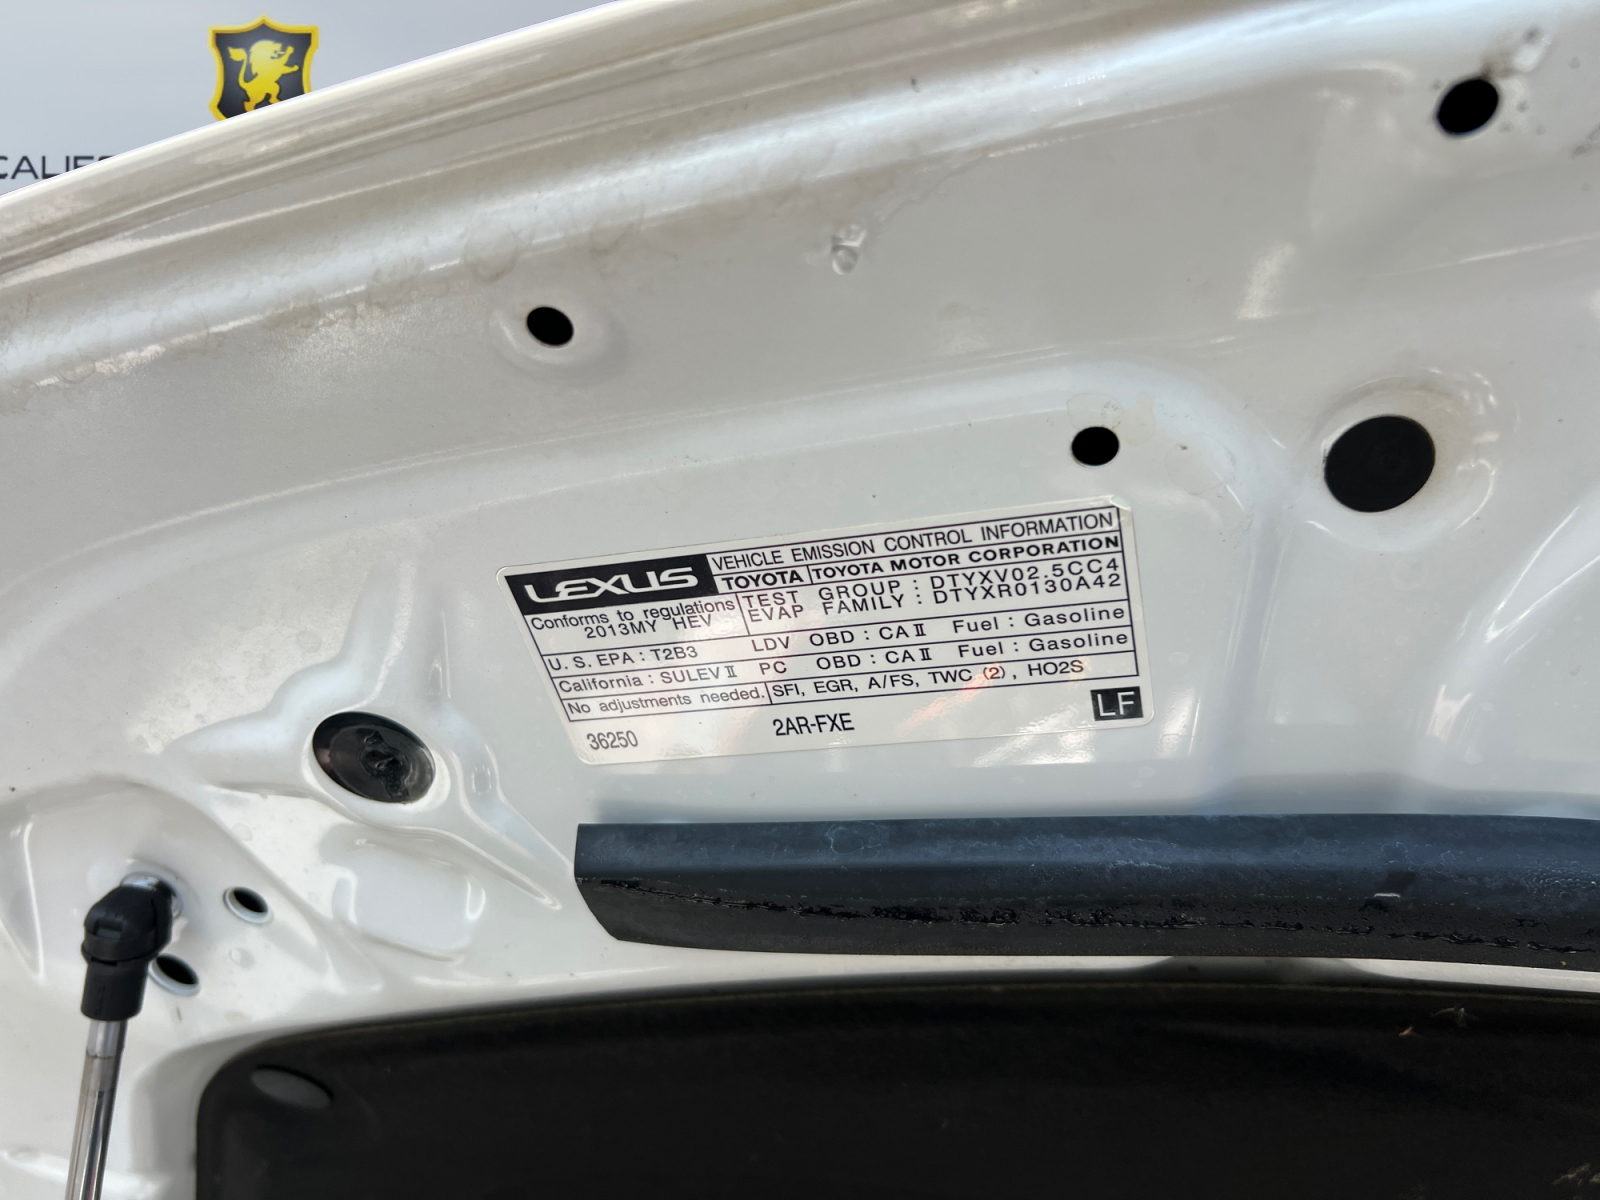 CALIF
LEXUS
VEHICLE EMISSION CONTROL INFORMATION
TOYOTA TOYOTA MOTOR CORPORATION
Conforms to regulations
2013MY HEV
TEST GROUP : DTYXV02.5CC4
EVAP FAMILY : DTYXR0130A42
U.S. EPA : T2B3 LDV OBD : CA II Fuel : Gasoline
California : SULEV II PC OBD : CA II Fuel : Gasoline
No adjustments needed. SFI, EGR, A/FS, TWC (2), HO2S
36250 2AR-FXE LF